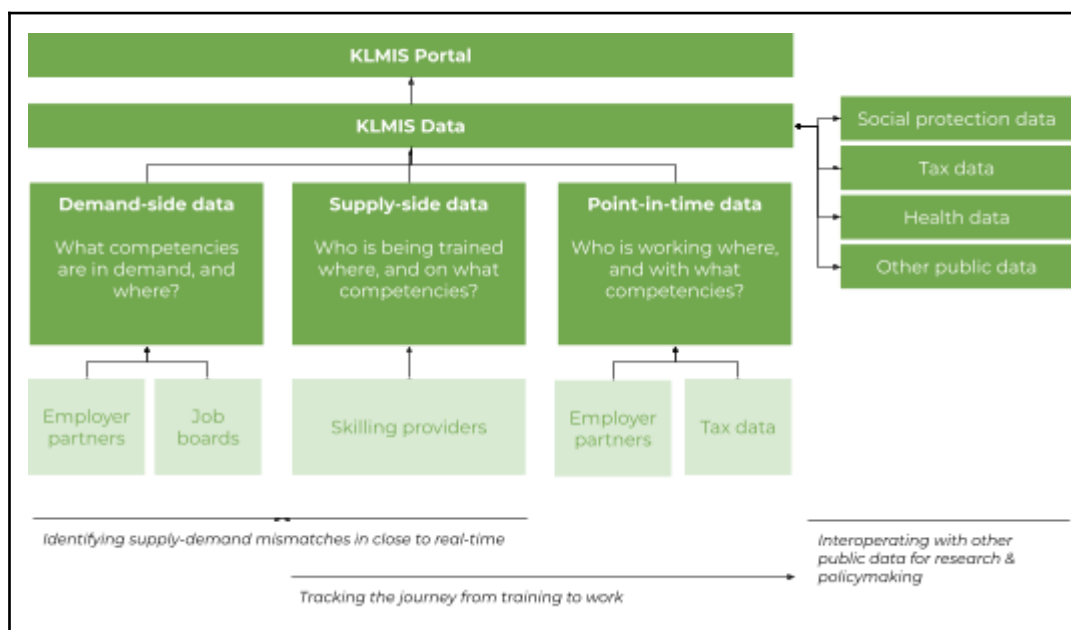 KLMIS Portal
KLMIS Data
Social protection data
Tax data
Health data
Other public data
Demand-side data
What competencies
are in demand, and
where?
Supply-side data
Who is being trained
where, and on what
competencies?
Point-in-time data
Who is working where,
and with what
competencies?
Employer
partners
Job
boards
Skilling providers
Employer
partners
Tax data
Identifying supply-demand mismatches in close to real-time
Tracking the journey from training to work
Interoperating with other
public data for research &
policymaking